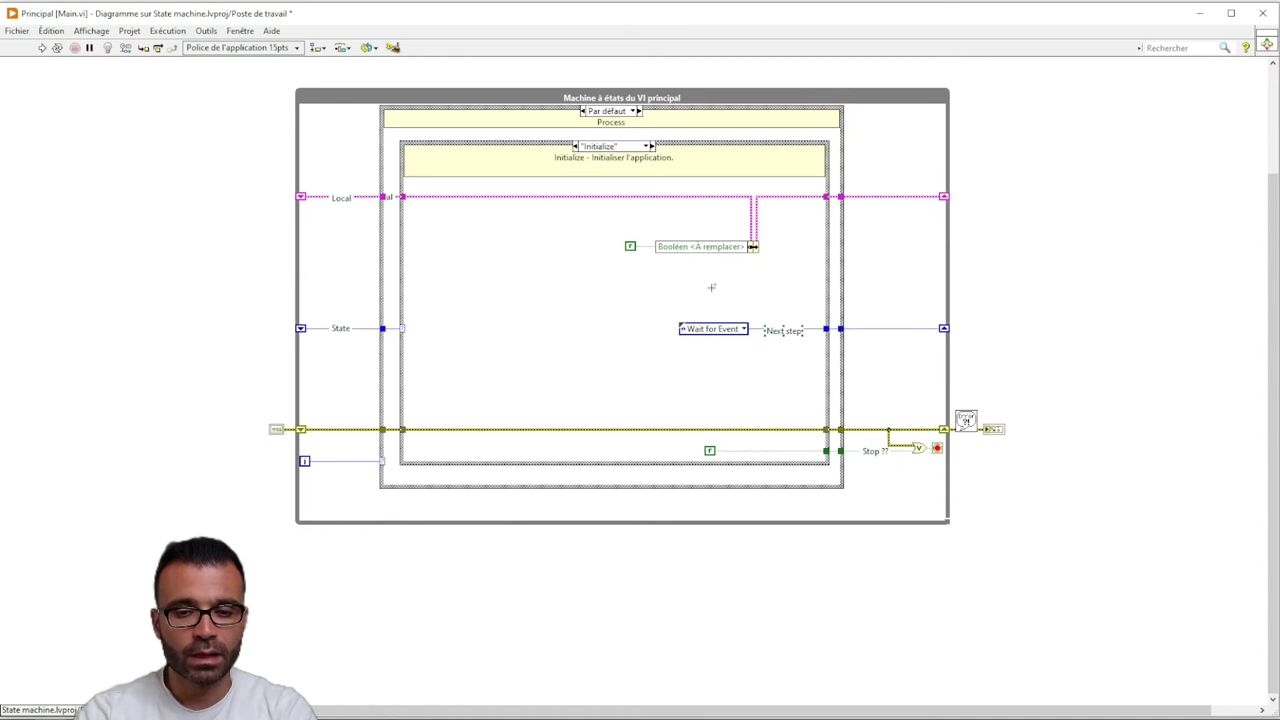 Principal [Main.vi] - Diagramme sur State machine.lvproj/Poste de travail *
Fichier Édition Affichage Projet Exécution Outils Fenêtre Aide
Police de l'application 15pts
Rechercher
Machine à états du VI principal
Par défaut
Process
"Initialize"
Initialize - Initialiser l'application.
Local
al
F
Booléen <À remplacer>
State
Wait for Event
Next step
F
Stop ??
i
State machine.lvproj/